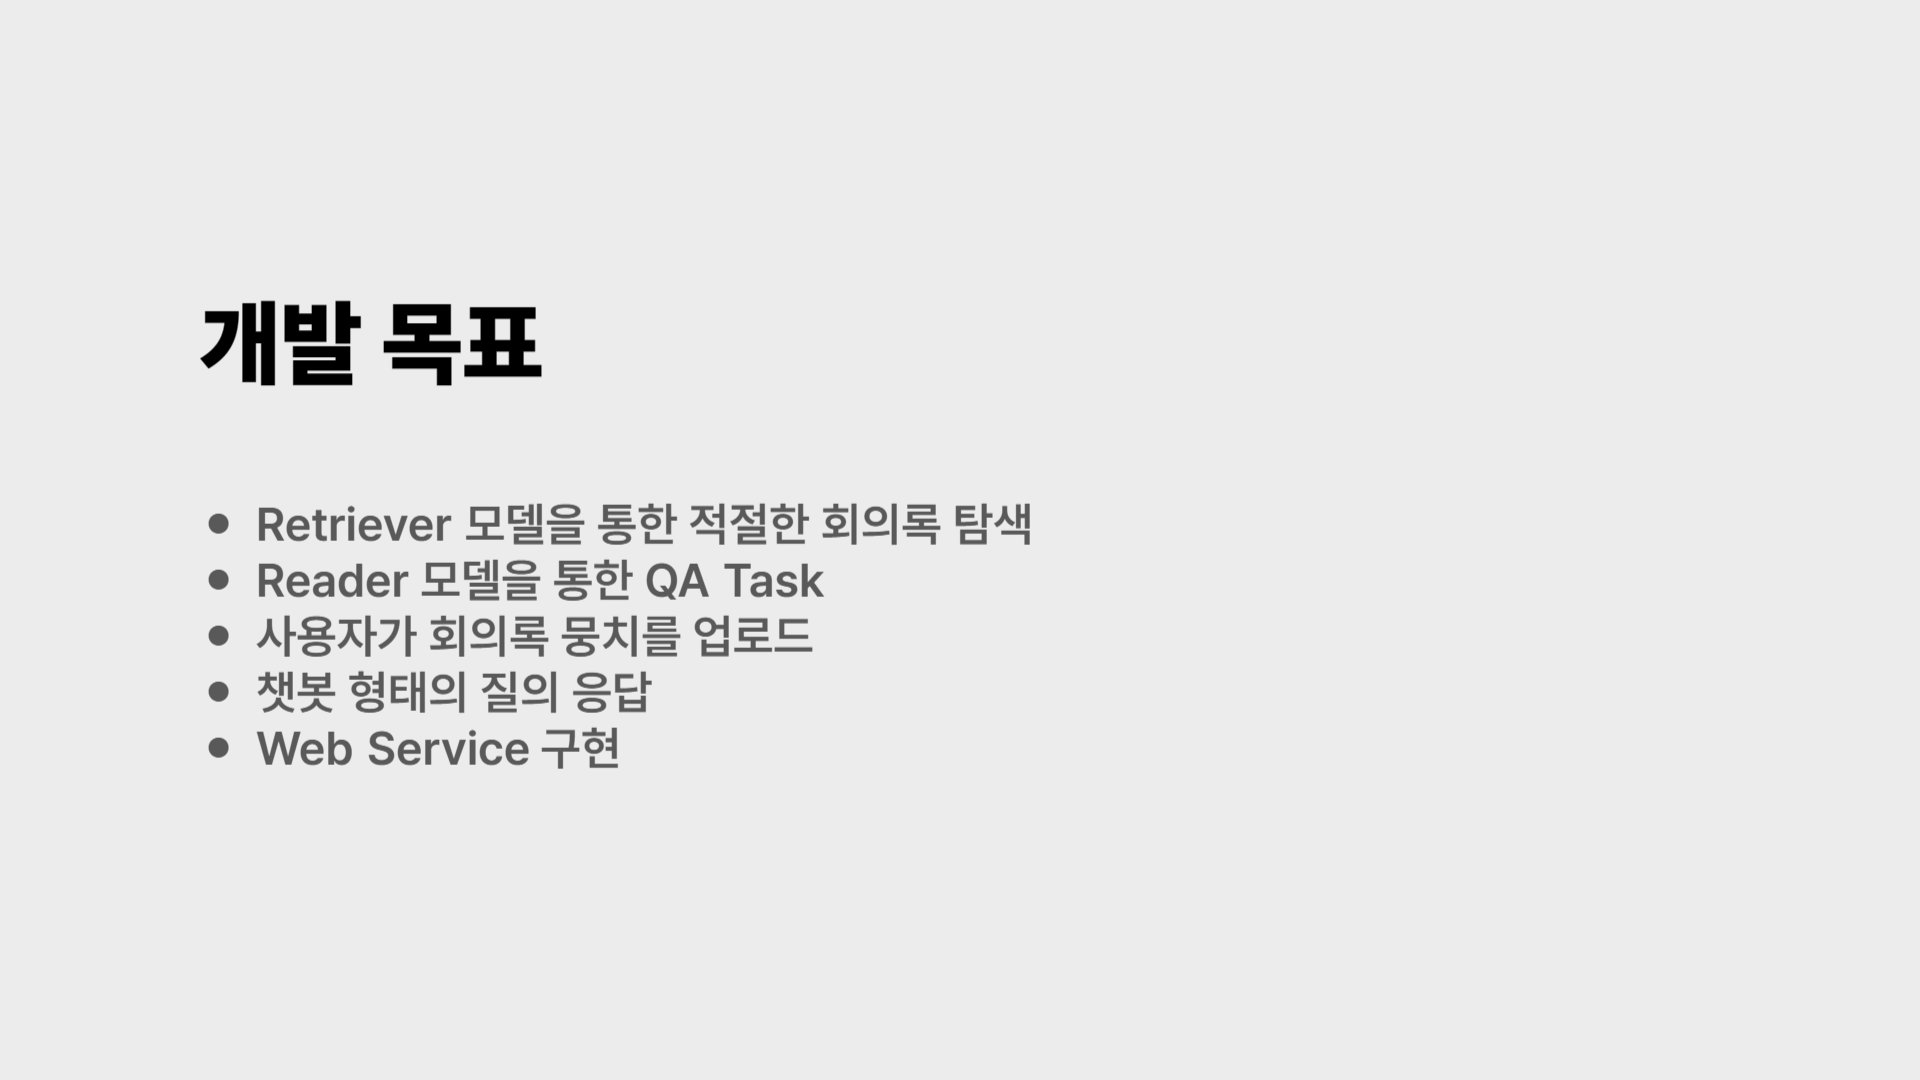 개발 목표
● Retriever 모델을 통한 적절한 회의록 탐색
● Reader 모델을 통한 QA Task
● 사용자가 회의록 뭉치를 업로드
● 챗봇 형태의 질의 응답
● Web Service 구현